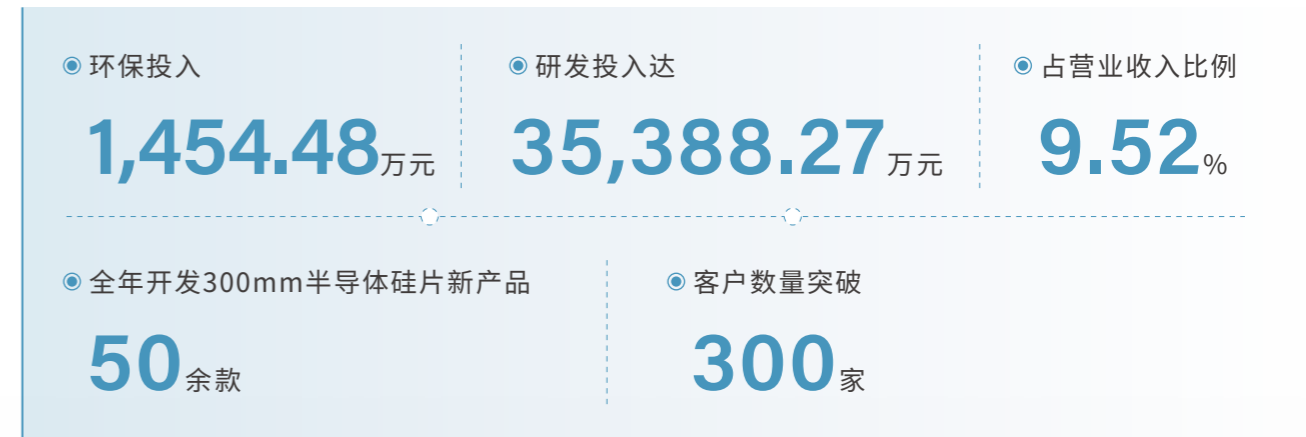 环保投入
1,454.48万元
研发投入达
35,388.27万元
占营业收入比例
9.52%
全年开发300mm半导体硅片新产品
50余款
客户数量突破
300家